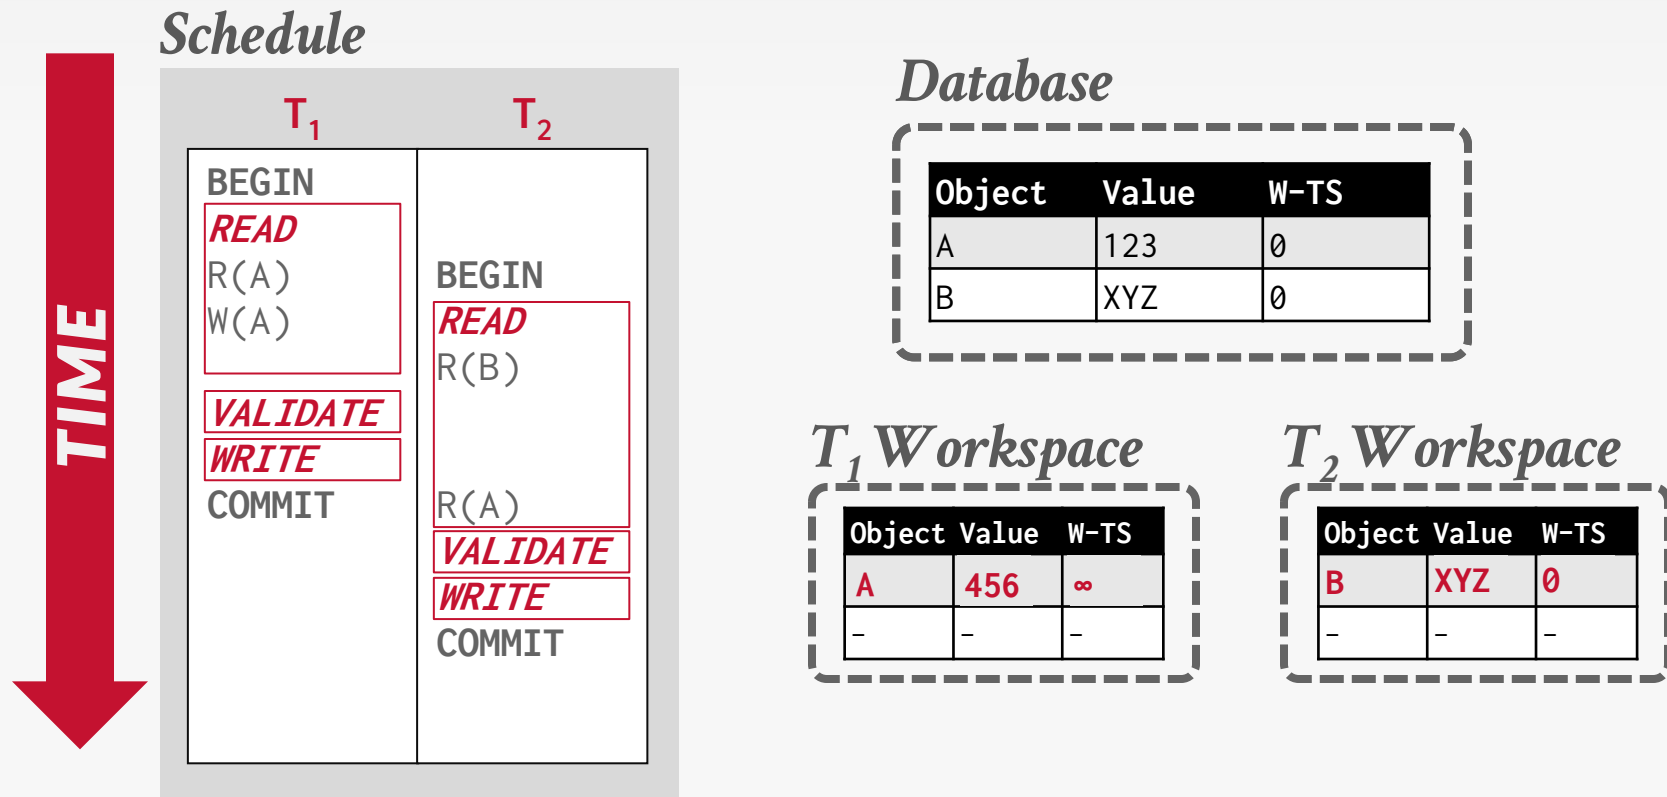 Schedule
TIME
T1 T2
BEGIN
READ
R(A) BEGIN
W(A) READ
R(B)
VALIDATE
WRITE
COMMIT R(A)
VALIDATE
WRITE
COMMIT
Database
Object Value W-TS
A 123 0
B XYZ 0
T1 Workspace
Object Value W-TS
A 456 ∞
- - -
T2 Workspace
Object Value W-TS
B XYZ 0
- - -